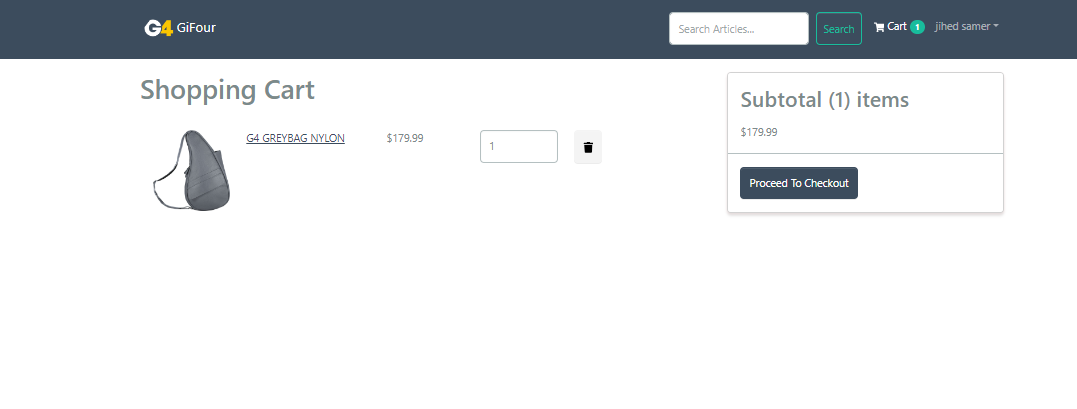 G4 GiFour
Search Articles...
Search
Cart 1
jihed samer
Shopping Cart
G4 GREYBAG NYLON
$179.99
1
Subtotal (1) items
$179.99
Proceed To Checkout